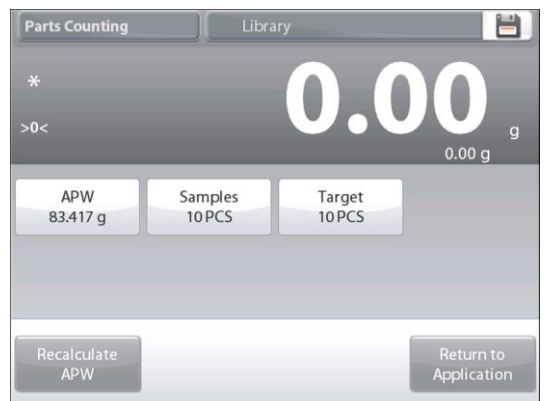 Parts Counting
Library
*
0.00
>0<
g
0.00 g
APW
83.417 g
Samples
10 PCS
Target
10 PCS
Recalculate
APW
Return to
Application